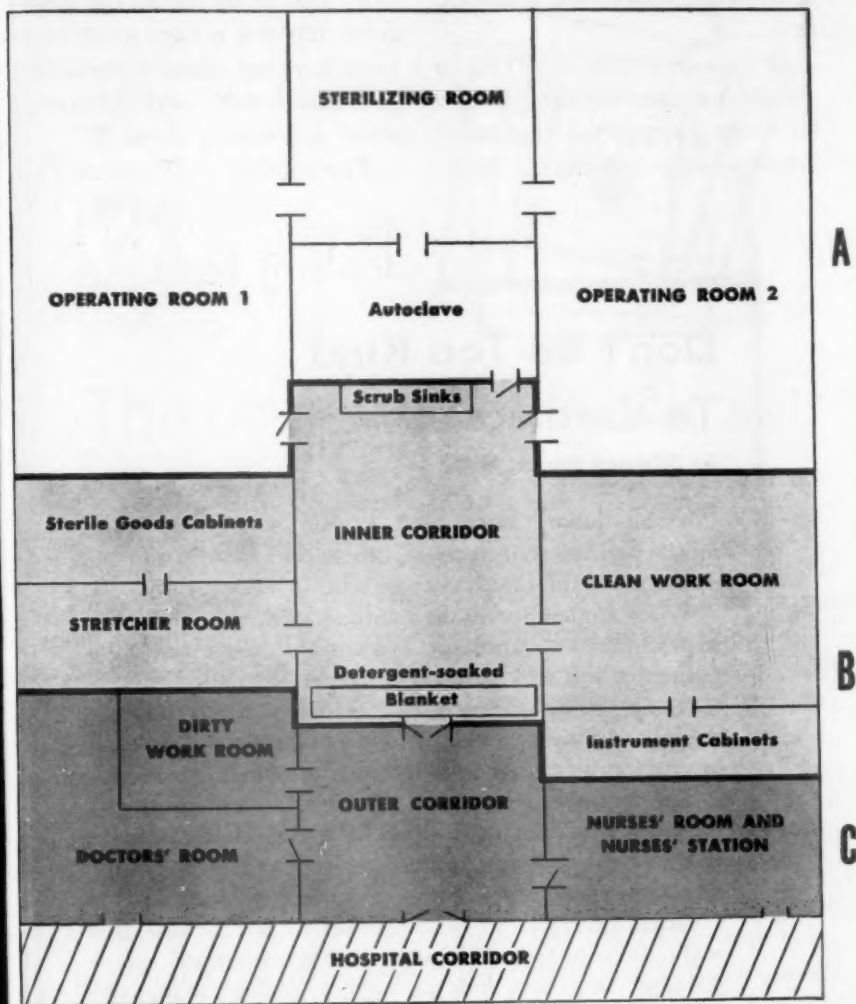 STERILIZING ROOM
A
OPERATING ROOM 1
Autoclave
OPERATING ROOM 2
Scrub Sinks
Sterile Goods Cabinets
INNER CORRIDOR
CLEAN WORK ROOM
STRETCHER ROOM
B
Detergent-soaked
Blanket
DIRTY
WORK ROOM
Instrument Cabinets
OUTER CORRIDOR
NURSES' ROOM AND
NURSES' STATION
DOCTORS' ROOM
C
HOSPITAL CORRIDOR